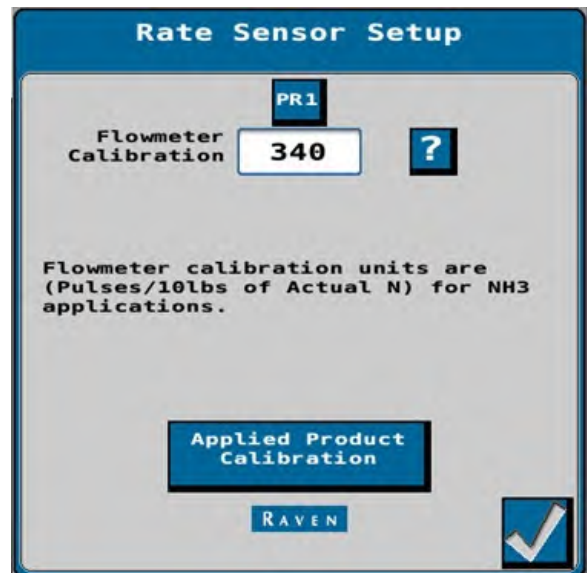 Rate Sensor Setup
PR1
Flowmeter
Calibration
340
?
Flowmeter calibration units are
(Pulses/10lbs of Actual N) for NH3
applications.
Applied Product
Calibration
RAVEN